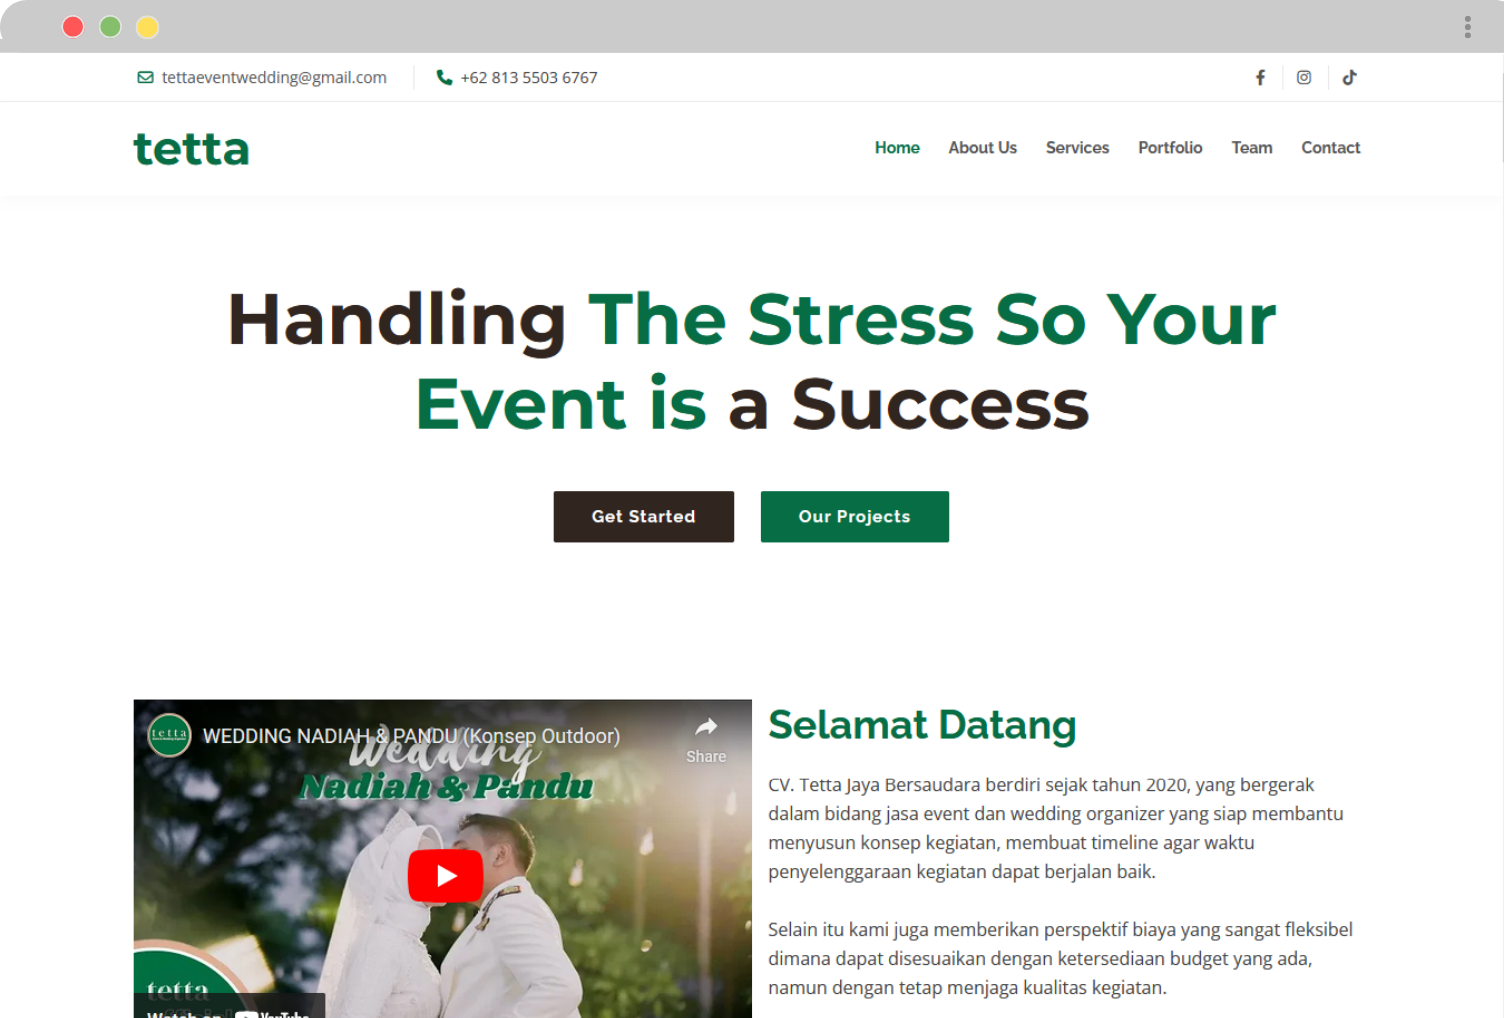 tettaeventwedding@gmail.com
+62 813 5503 6767
tetta
Home About Us Services Portfolio Team Contact
Handling The Stress So Your
Event is a Success
Get Started
Our Projects
tetta
WEDDING NADIAH & PANDU (Konsep Outdoor)
Share
Wedding
Nadiah & Pandu
tetta
Watch on YouTube
Selamat Datang
CV. Tetta Jaya Bersaudara berdiri sejak tahun 2020, yang bergerak
dalam bidang jasa event dan wedding organizer yang siap membantu
menyusun konsep kegiatan, membuat timeline agar waktu
penyelenggaraan kegiatan dapat berjalan baik.
Selain itu kami juga memberikan perspektif biaya yang sangat fleksibel
dimana dapat disesuaikan dengan ketersediaan budget yang ada,
namun dengan tetap menjaga kualitas kegiatan.